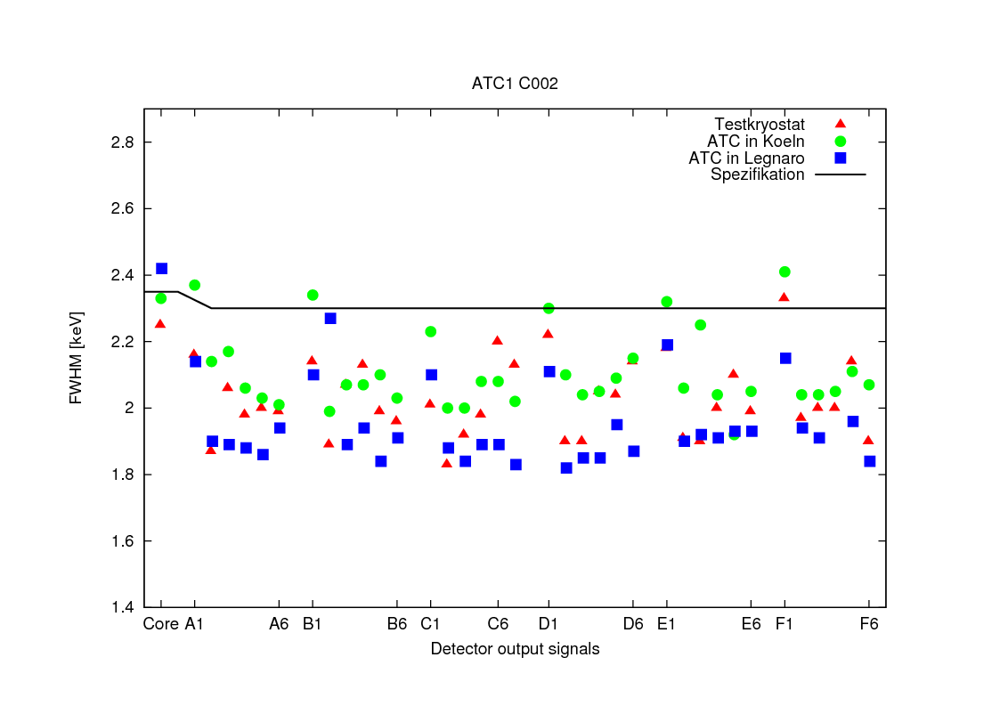 ATC1 C002
Testkryostat
ATC in Koeln
ATC in Legnaro
Spezifikation
2.8
2.6
2.4
2.2
2
1.8
1.6
1.4
FWHM [keV]
Core A1 A6 B1 B6 C1 C6 D1 D6 E1 E6 F1 F6
Detector output signals